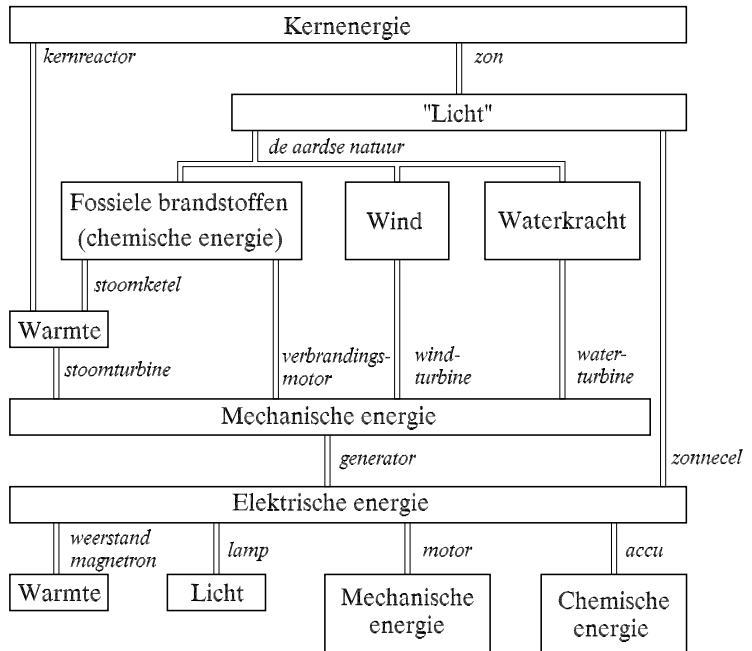 Kernenergie
kernreactor
zon
"Licht"
de aardse natuur
Fossiele brandstoffen
(chemische energie)
Wind
Waterkracht
stoomketel
Warmte
stoomturbine
verbrandings-
motor
wind-
turbine
water-
turbine
Mechanische energie
generator
zonnecel
Elektrische energie
weerstand
magnetron
lamp
motor
accu
Warmte
Licht
Mechanische
energie
Chemische
energie